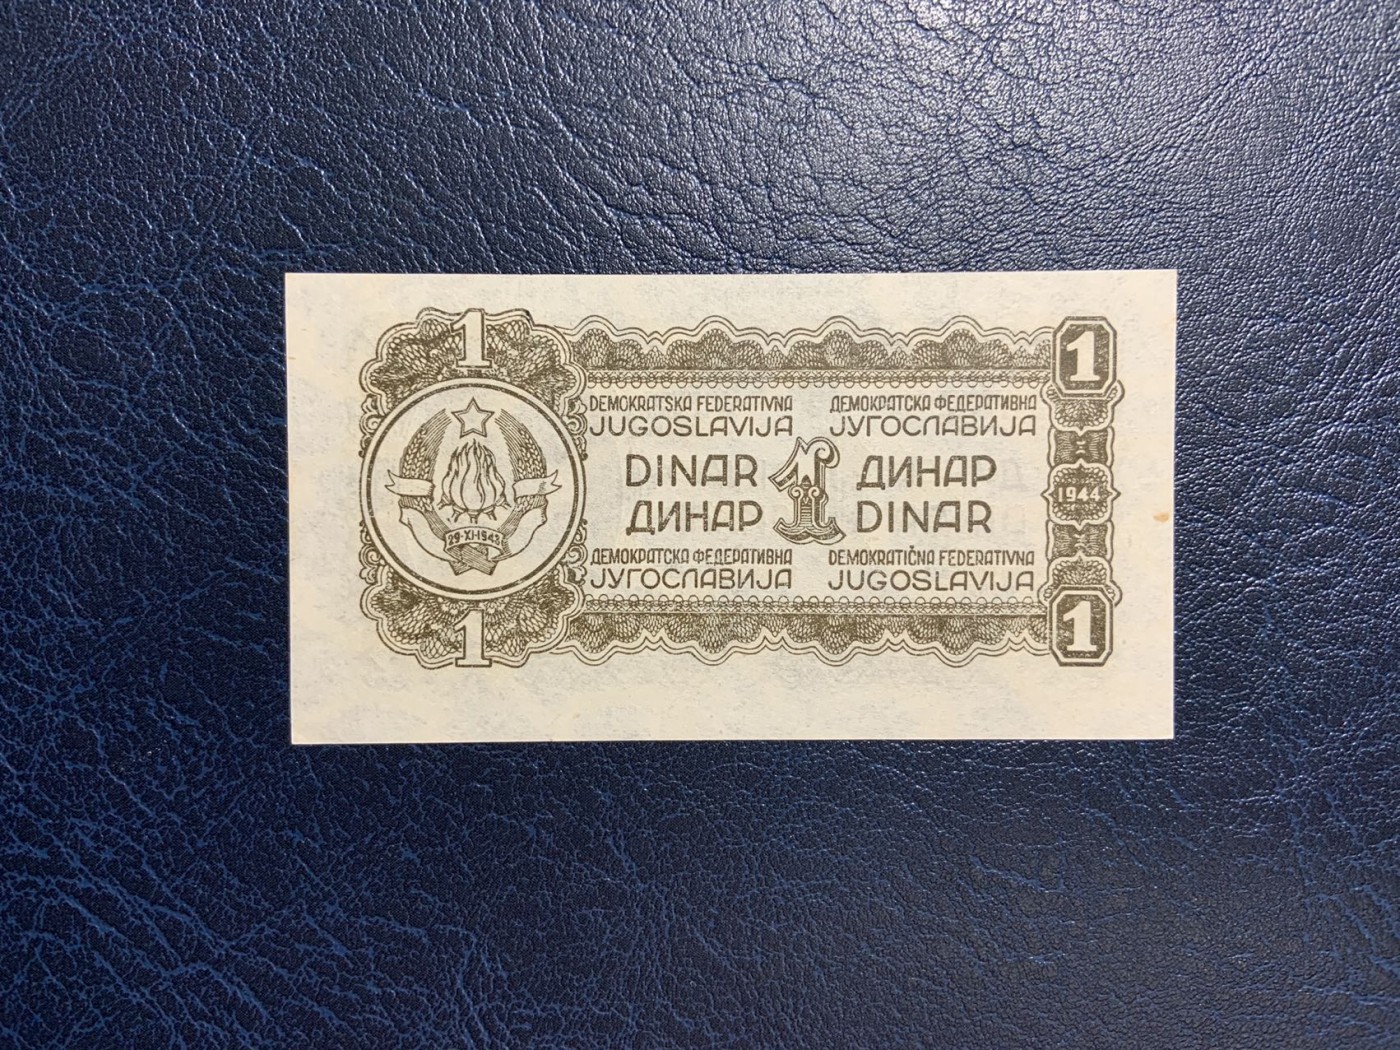 1
1
DEMOKRATSKA FEDERATIVNA
JUGOSLAVIJA
ДЕМОКРАТСКА ФЕДЕРАТИВНА
ЈУГОСЛАВИЈА
DINAR
1
ДИНАР
ДИНАР
DINAR
1944
29·XI·1943
ДЕМОКРАТСКА ФЕДЕРАТИВНА
ЈУГОСЛАВИЈА
DEMOKRATIČNA FEDERATIVNA
JUGOSLAVIJA
1
1